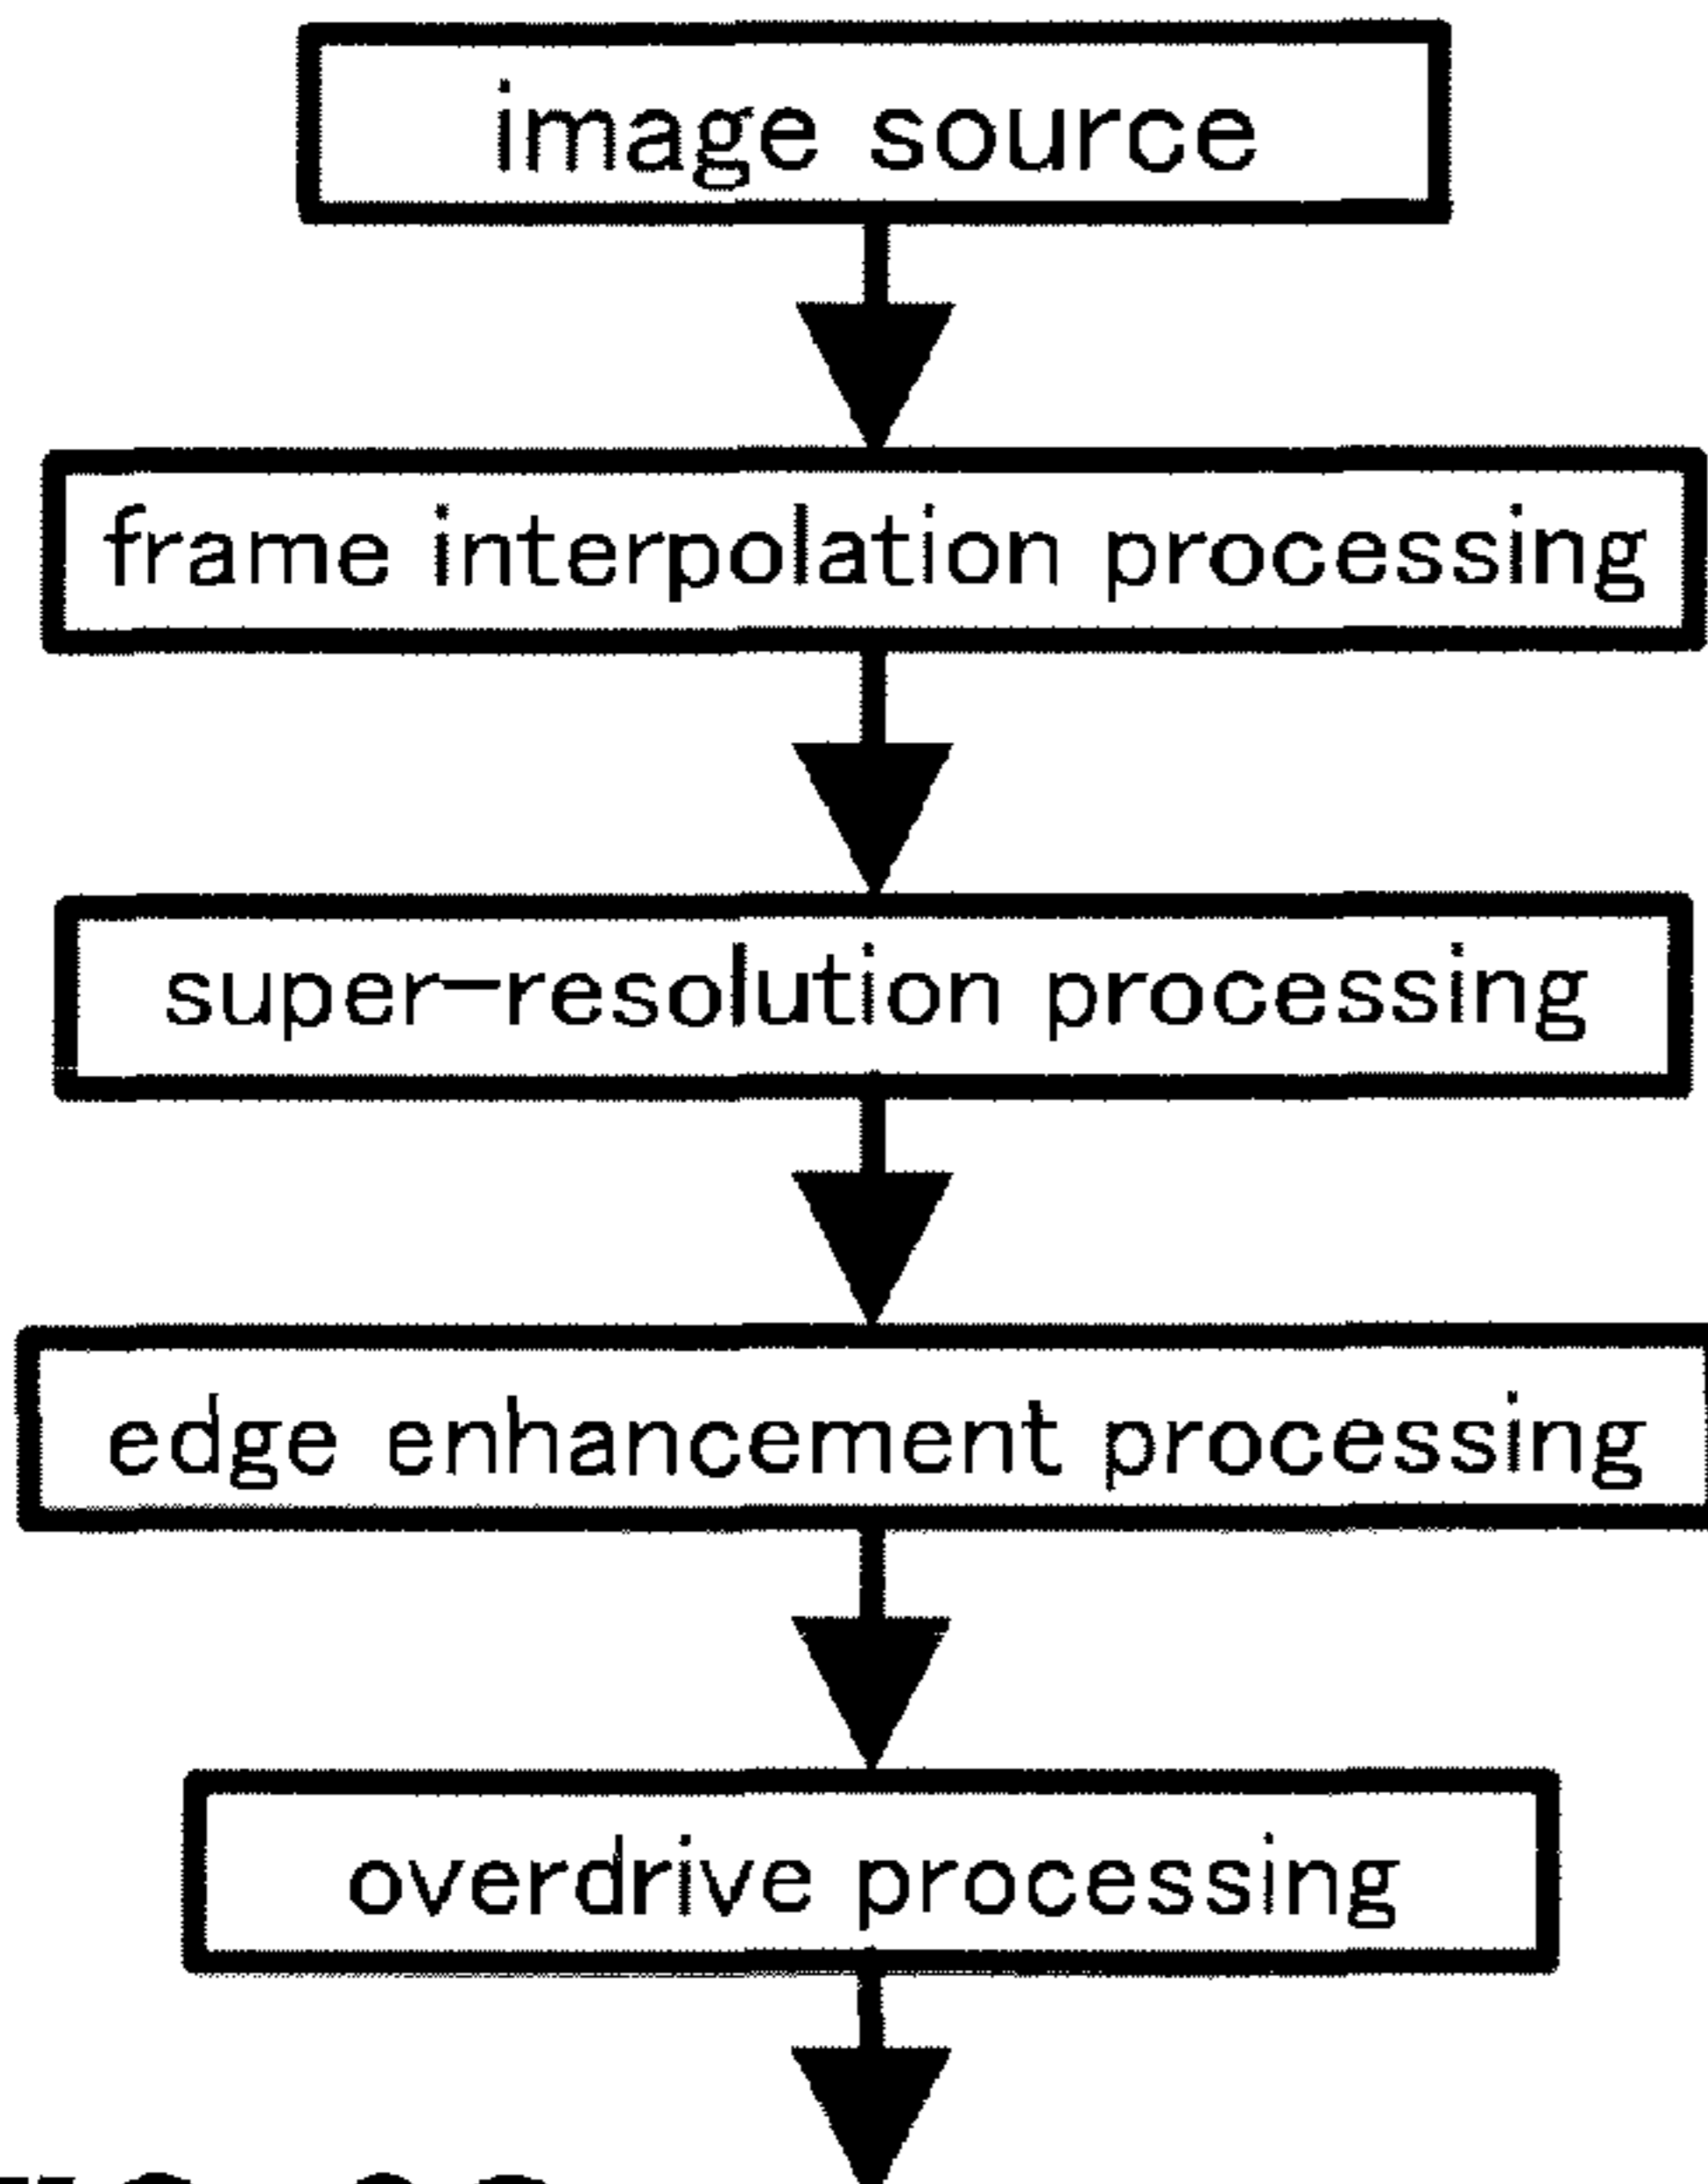 image source
frame interpolation processing
super-resolution processing
edge enhancement processing
overdrive processing